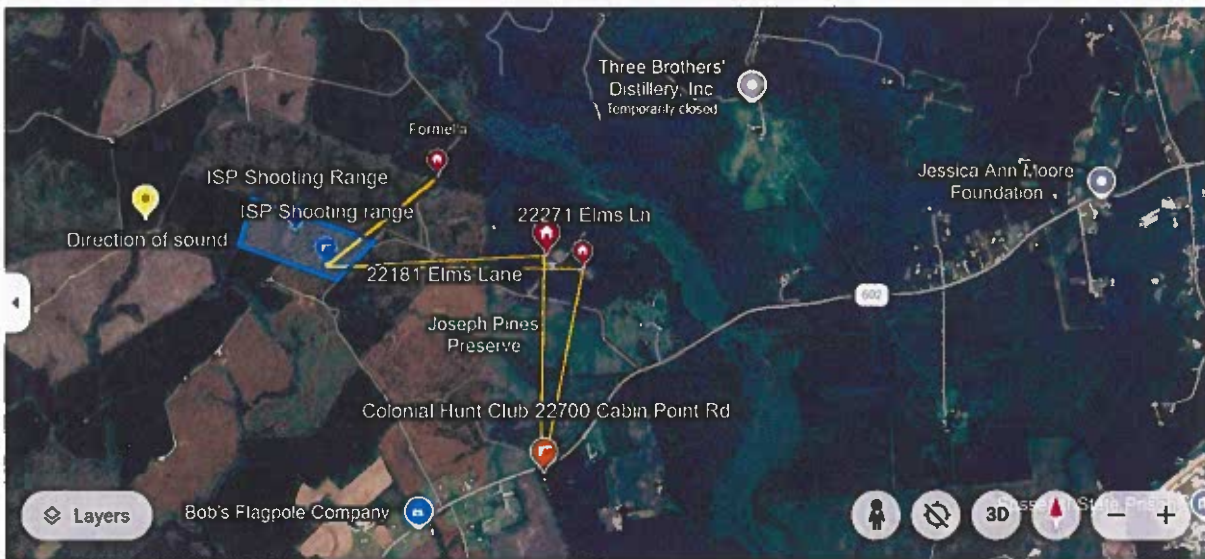 Three Brothers'
Distillery, Inc
Temporarily closed
Formella
ISP Shooting Range
Jessica Ann Moore
Foundation
ISP Shooting range
22271 Elms Ln
Direction of sound
22181 Elms Lane
602
Joseph Pines
Preserve
Colonial Hunt Club 22700 Cabin Point Rd
Layers
Bob's Flagpole Company
3D
State